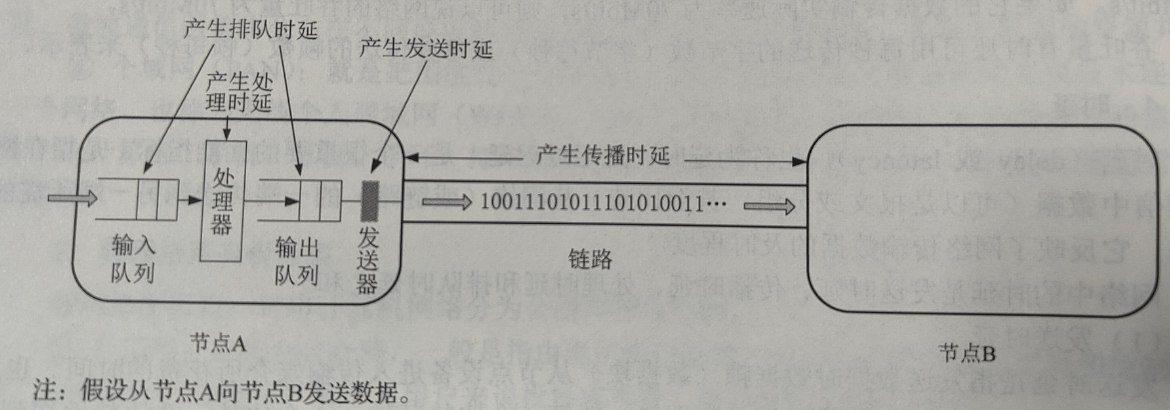 产生排队时延
产生发送时延
产生处
理时延
产生传播时延
处理器
10011101011101010011…
输入
队列
输出
队列
发送器
链路
节点A
节点B
注：假设从节点A向节点B发送数据。